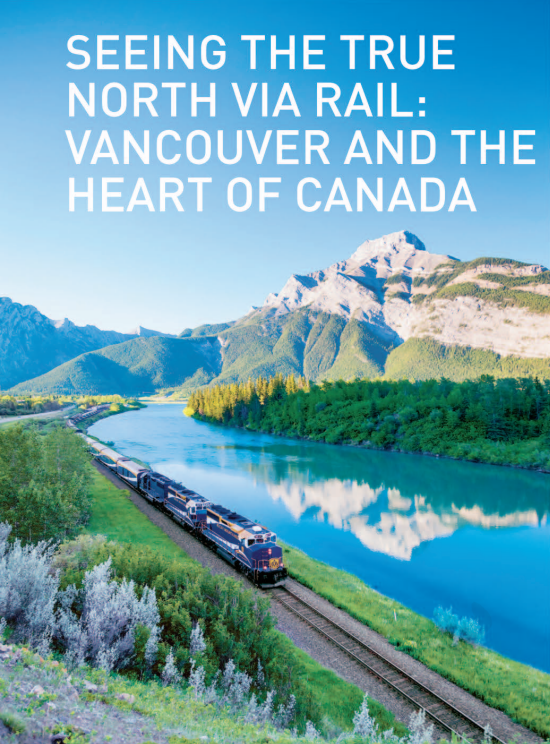 SEEING THE TRUE
NORTH VIA RAIL:
VANCOUVER AND THE
HEART OF CANADA